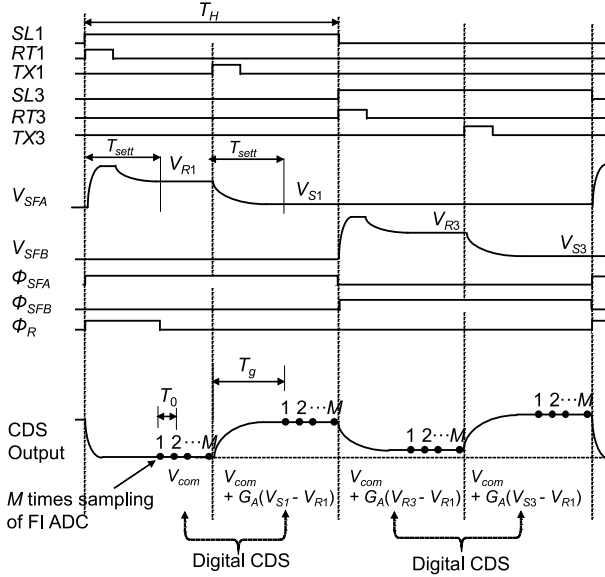 T_H
SL1
RT1
TX1
SL3
RT3
TX3
T_sett
V_R1
T_sett
V_SFA
V_S1
V_R3
V_SFB
V_S3
Φ_SFA
Φ_SFB
Φ_R
T_g
T_0
1 2 ··· M
1 2 ··· M
1 2 ··· M
1 2 ··· M
CDS
Output
V_com
V_com
+ G_A(V_S1 - V_R1)
V_com
+ G_A(V_R3 - V_R1)
V_com
+ G_A(V_S3 - V_R1)
M times sampling
of FI ADC
Digital CDS
Digital CDS